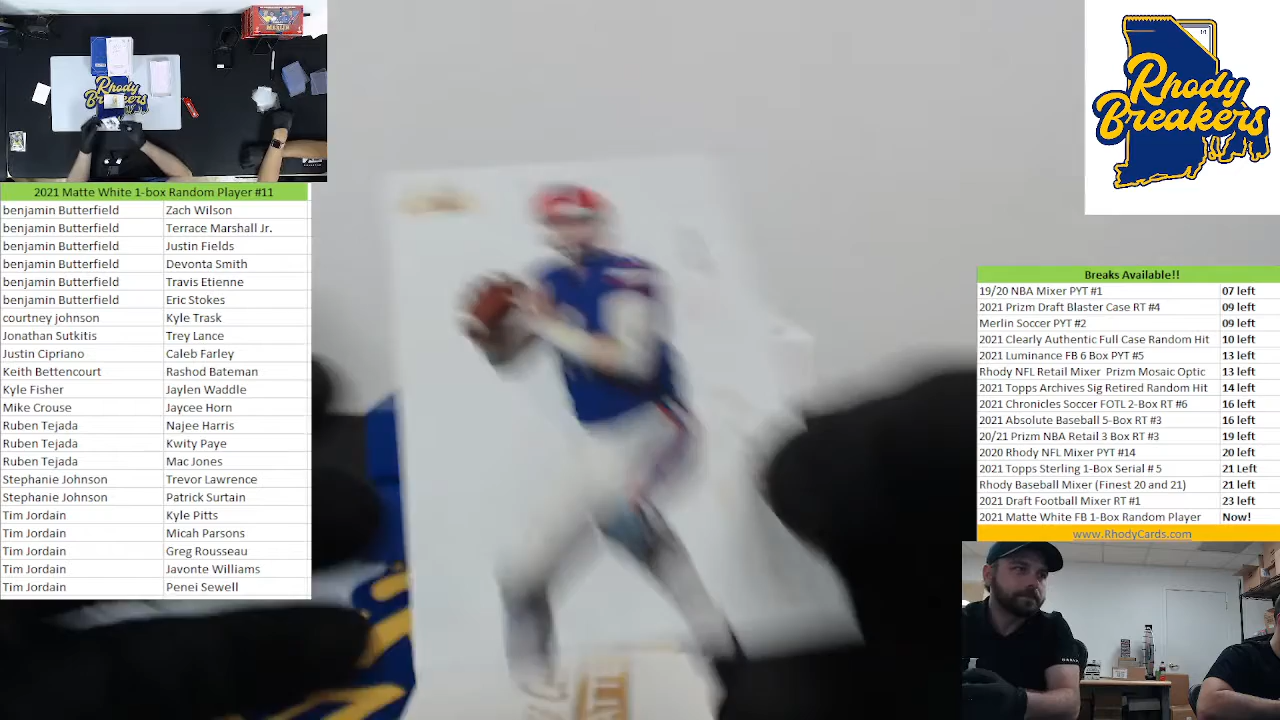 Rhody
Breakers
2021 Matte White 1-box Random Player #11
benjamin Butterfield Zach Wilson
benjamin Butterfield Terrace Marshall Jr.
benjamin Butterfield Justin Fields
benjamin Butterfield Devonta Smith
benjamin Butterfield Travis Etienne
benjamin Butterfield Eric Stokes
courtney johnson Kyle Trask
Jonathan Sutkitis Trey Lance
Justin Cipriano Caleb Farley
Keith Bettencourt Rashod Bateman
Kyle Fisher Jaylen Waddle
Mike Crouse Jaycee Horn
Ruben Tejada Najee Harris
Ruben Tejada Kwity Paye
Ruben Tejada Mac Jones
Stephanie Johnson Trevor Lawrence
Stephanie Johnson Patrick Surtain
Tim Jordain Kyle Pitts
Tim Jordain Micah Parsons
Tim Jordain Greg Rousseau
Tim Jordain Javonte Williams
Tim Jordain Penei Sewell
Rhody
Breakers
Breaks Available!!
19/20 NBA Mixer PYT #1 07 left
2021 Prizm Draft Blaster Case RT #4 09 left
Merlin Soccer PYT #2 09 left
2021 Clearly Authentic Full Case Random Hit 10 left
2021 Luminance FB 6 Box PYT #5 13 left
Rhody NFL Retail Mixer Prizm Mosaic Optic 13 left
2021 Topps Archives Sig Retired Random Hit 14 left
2021 Chronicles Soccer FOTL 2-Box RT #6 16 left
2021 Absolute Baseball 5-Box RT #3 16 left
20/21 Prizm NBA Retail 3 Box RT #3 19 left
2020 Rhody NFL Mixer PYT #14 20 left
2021 Topps Sterling 1-Box Serial # 5 21 Left
Rhody Baseball Mixer (Finest 20 and 21) 21 left
2021 Draft Football Mixer RT #1 23 left
2021 Matte White FB 1-Box Random Player Now!
www.RhodyCards.com